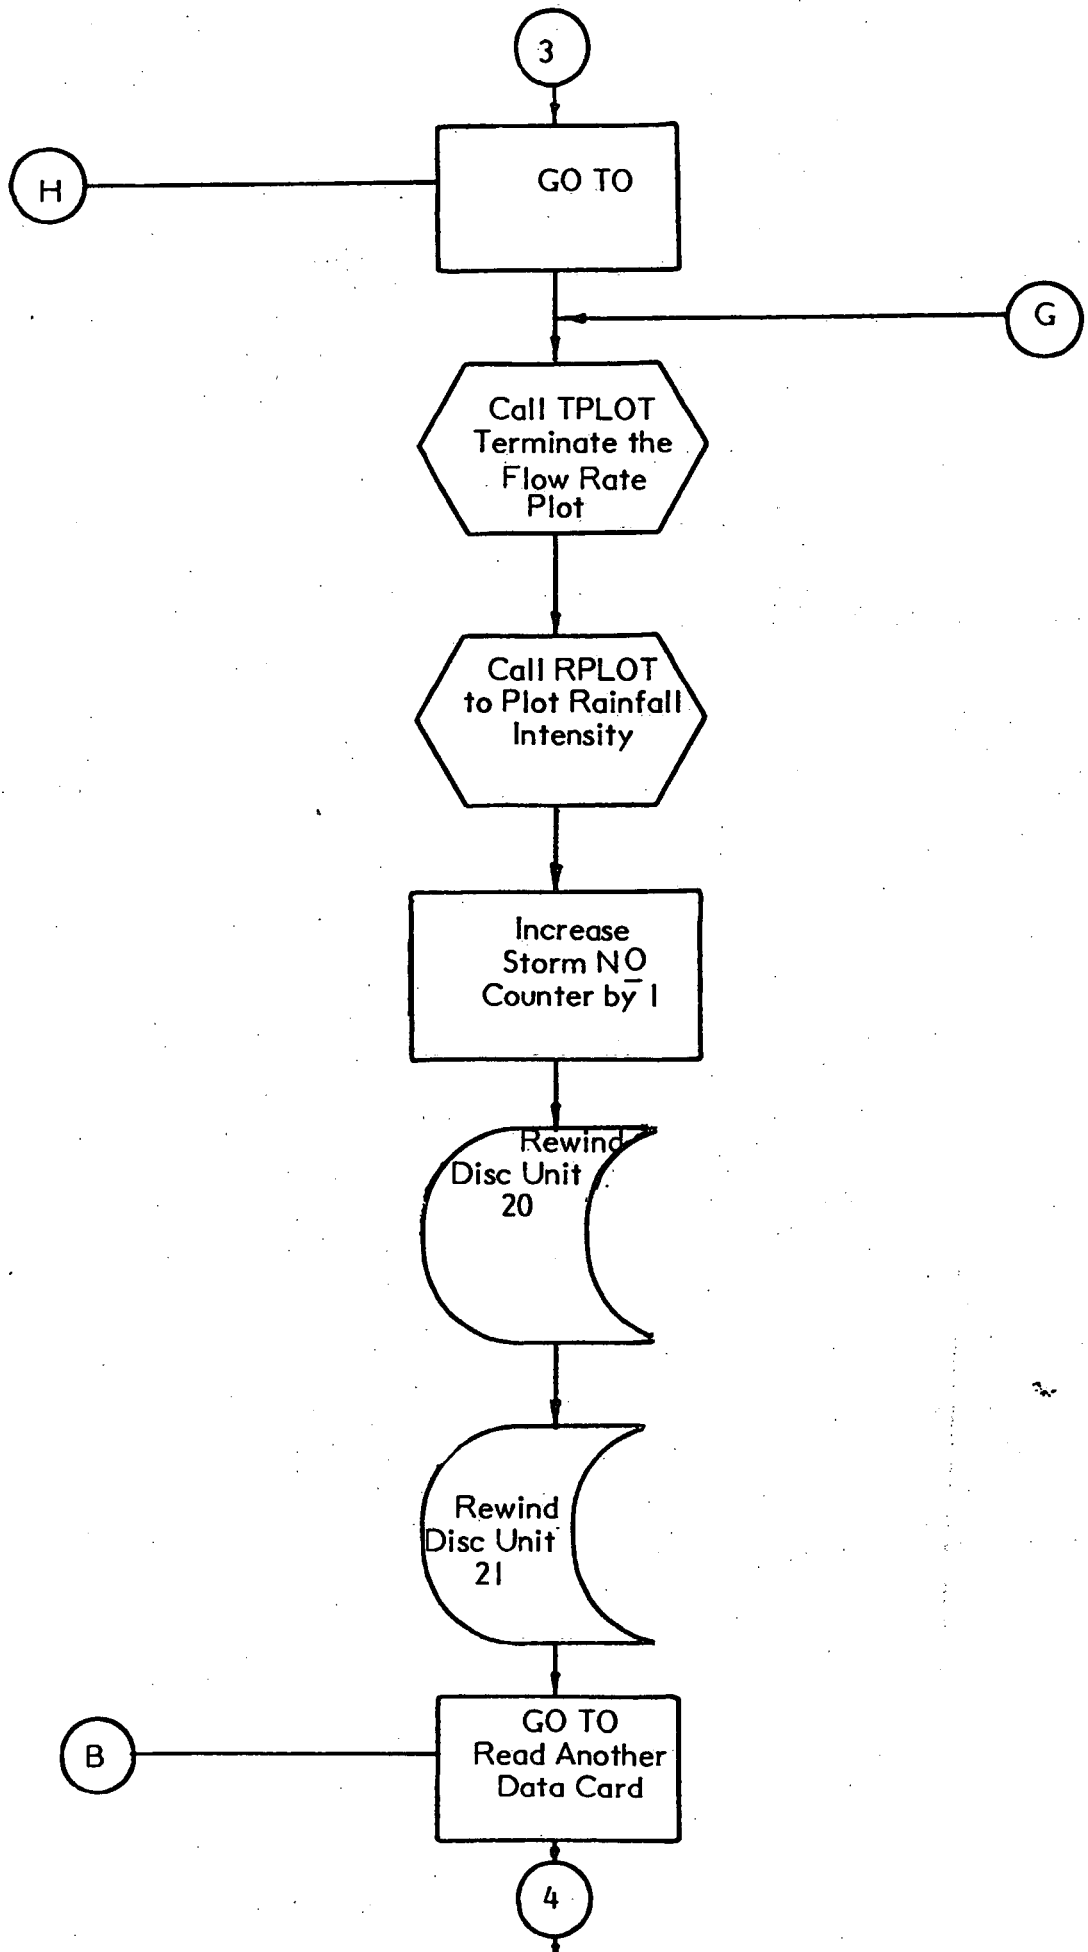 3
H
GO TO
G
Call TPLOT
Terminate the
Flow Rate
Plot
Call RPLOT
to Plot Rainfall
Intensity
Increase
Storm NO
Counter by 1
Rewind
Disc Unit
20
Rewind
Disc Unit
21
B
GO TO
Read Another
Data Card
4